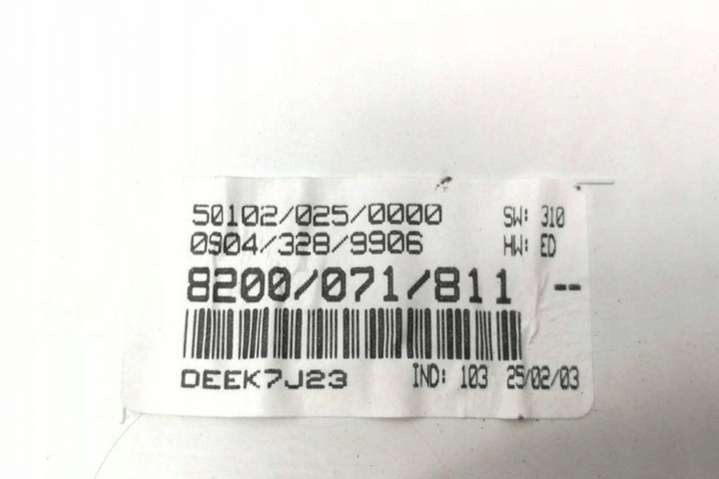 50102/025/0000 SW: 310
0904/328/9906 HW: ED
8200/071/811 --
DEEK7J23 IND: 103 25/02/03